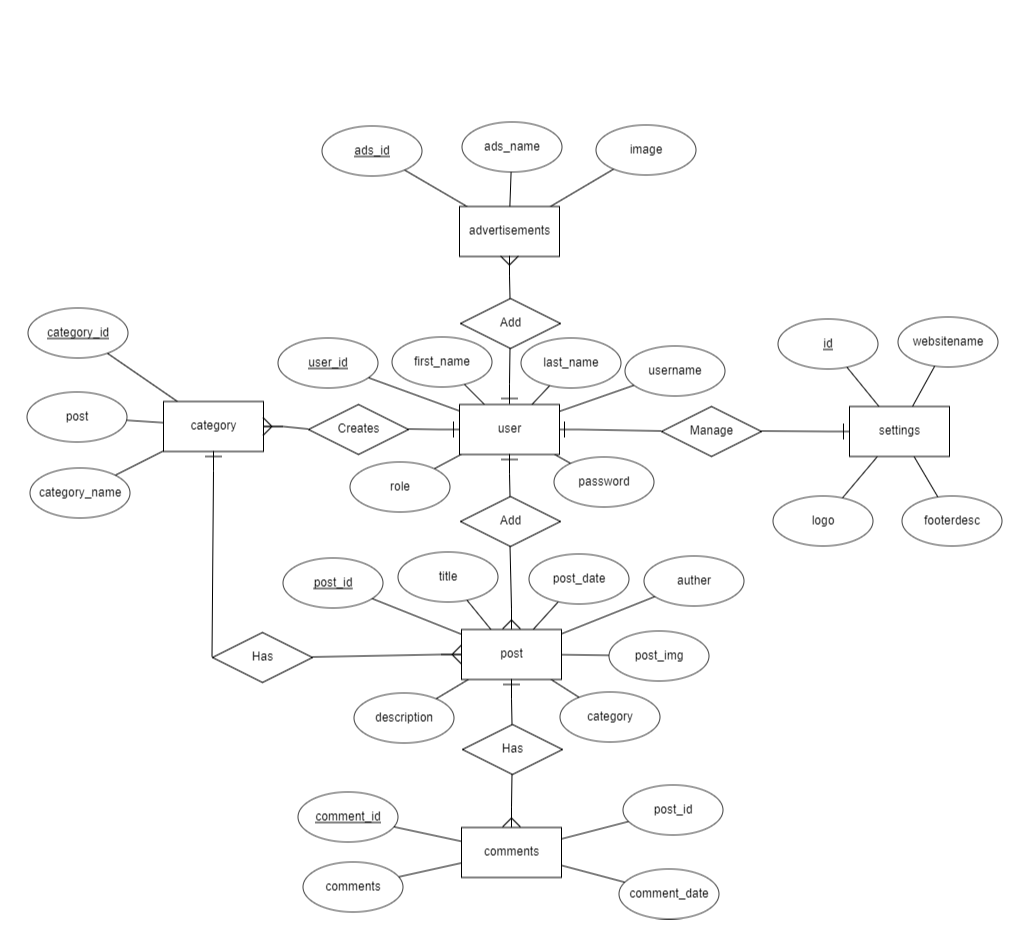 ads_id
ads_name
image
advertisements
Add
category_id
user_id
first_name
last_name
username
id
websitename
post
category
Creates
user
Manage
settings
category_name
role
password
logo
footerdesc
Add
post_id
title
post_date
auther
Has
post
post_img
description
category
Has
comment_id
post_id
comments
comments
comment_date